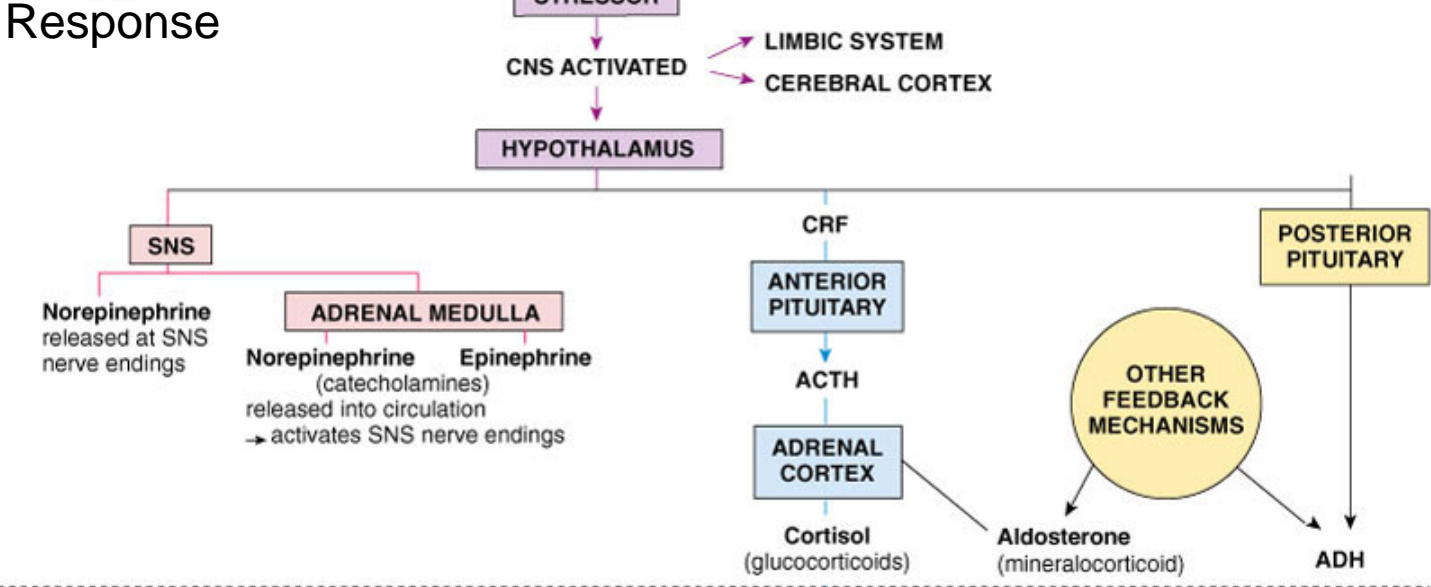 Response
LIMBIC SYSTEM
CNS ACTIVATED
CEREBRAL CORTEX
HYPOTHALAMUS
SNS
Norepinephrine
released at SNS
nerve endings
ADRENAL MEDULLA
Norepinephrine Epinephrine
(catecholamines)
released into circulation
→ activates SNS nerve endings
CRF
ANTERIOR
PITUITARY
ACTH
ADRENAL
CORTEX
Cortisol
(glucocorticoids)
POSTERIOR
PITUITARY
OTHER
FEEDBACK
MECHANISMS
Aldosterone
(mineralocorticoid)
ADH